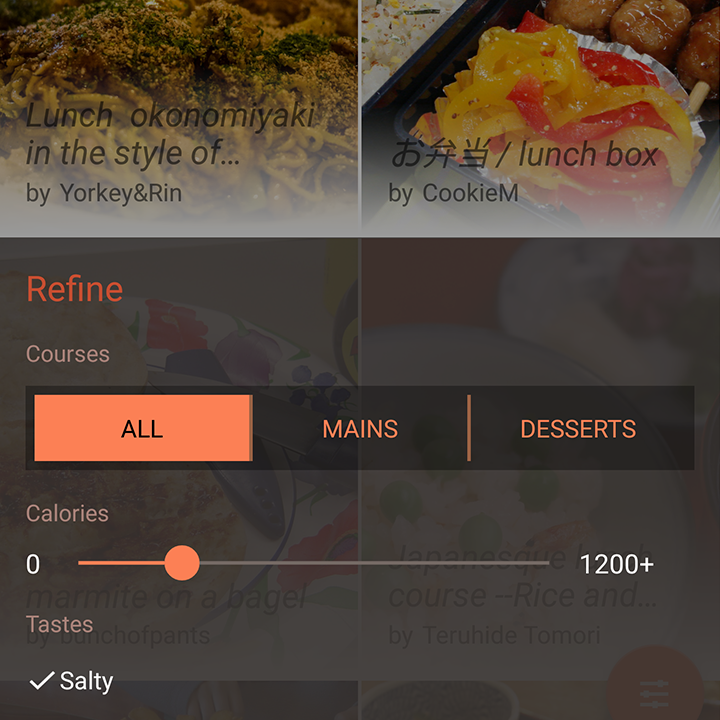 Lunch okonomiyaki
in the style of...
by Yorkey&Rin
お弁当 / lunch box
by CookieM
Refine
Courses
ALL
MAINS
DESSERTS
Calories
0
1200+
Japanesque
course –Rice and...
by Teruhide Tomori
marmite on a bagel
by bunchofpants
Tastes
Salty